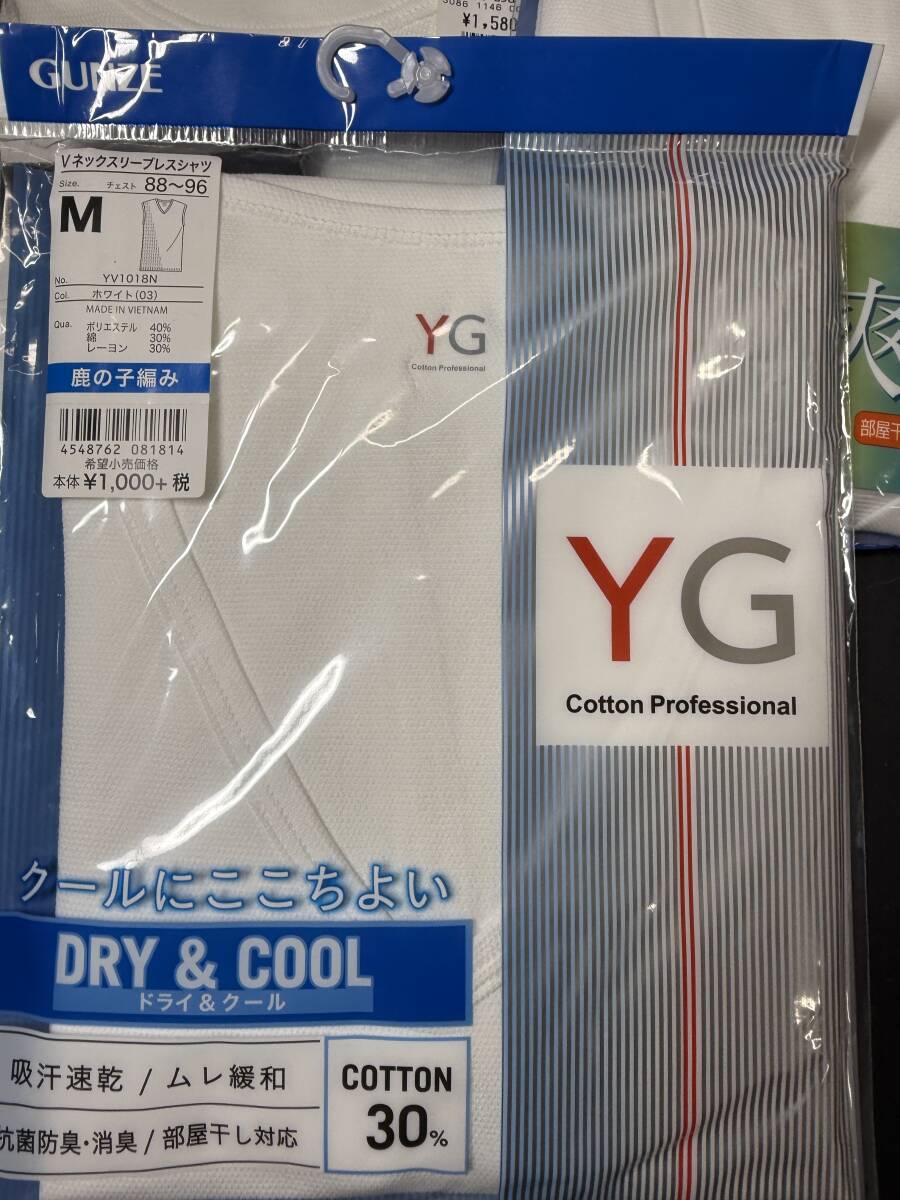 3086 1146
¥1,580
GUNZE
Vネックスリーブレスシャツ
Size. チェスト 88〜96
M
No. YV1018N
Col. ホワイト(03)
MADE IN VIETNAM
Qua. ポリエステル 40%
綿 30%
レーヨン 30%
鹿の子編み
4548762 081814
希望小売価格
本体 ¥1,000+ 税
YG
Cotton Professional
YG
Cotton Professional
部屋干
クールにここちよい
DRY & COOL
ドライ&クール
吸汗速乾 / ムレ緩和
抗菌防臭・消臭 / 部屋干し対応
COTTON
30%